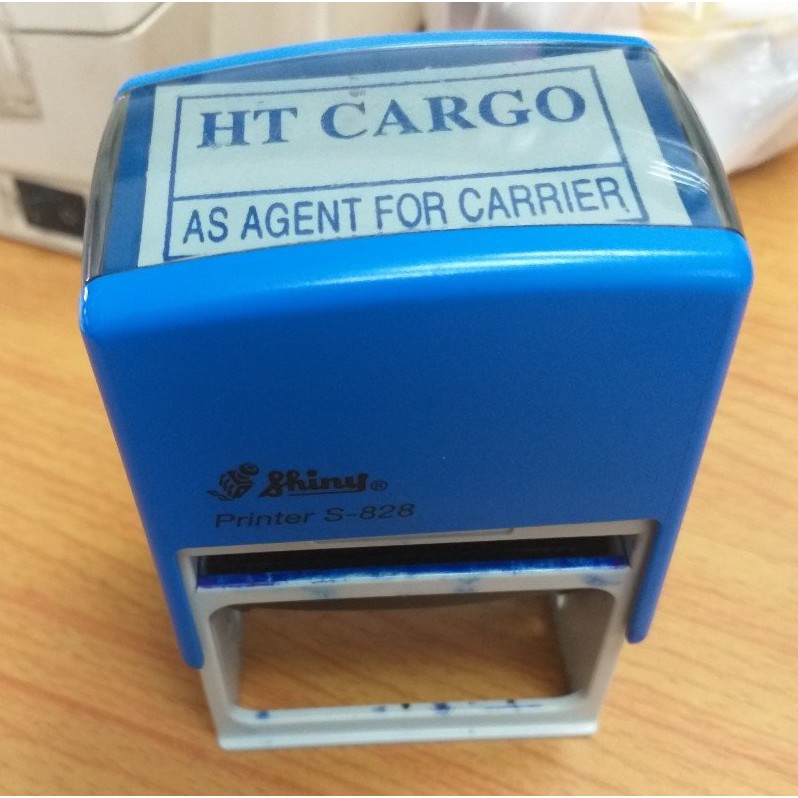 HT CARGO
AS AGENT FOR CARRIER
Shiny®
Printer S-828